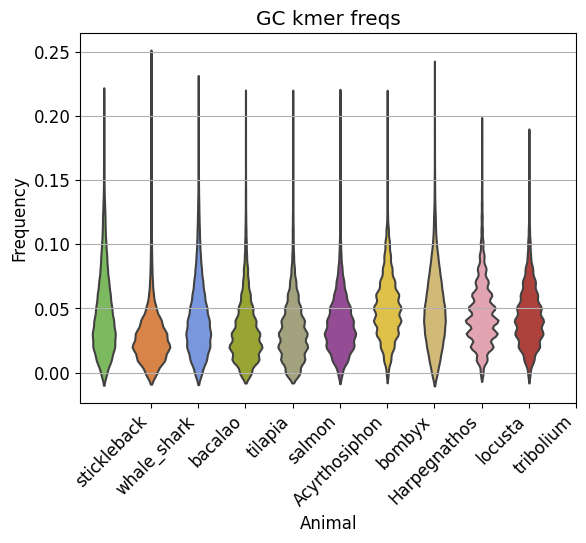 GC kmer freqs
Frequency
0.25
0.20
0.15
0.10
0.05
0.00
stickleback
whale_shark
bacalao
tilapia
salmon
Acyrthosiphon
bombyx
Harpegnathos
locusta
tribolium
Animal